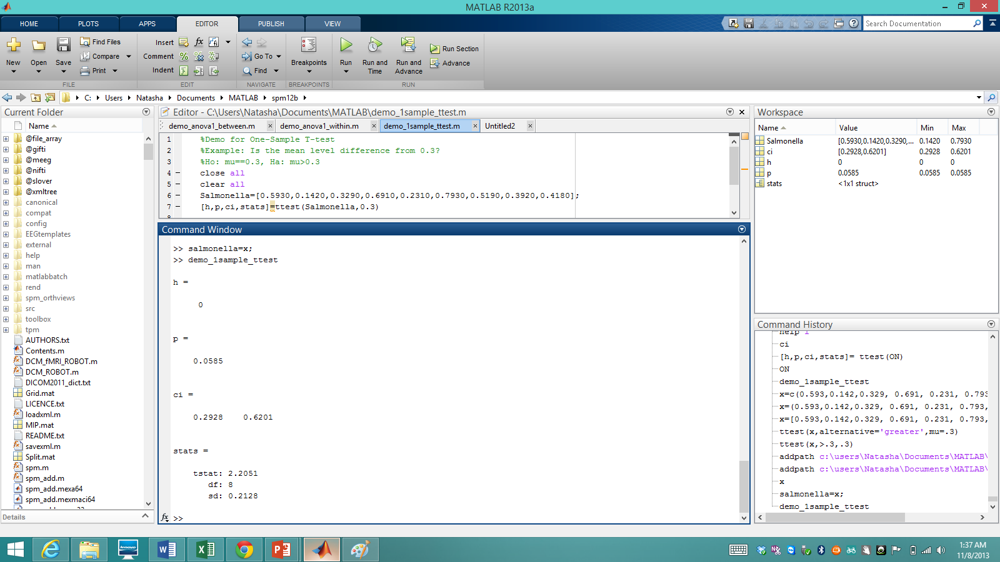 MATLAB R2013a
HOME PLOTS APPS EDITOR PUBLISH VIEW
Search Documentation
New Open Save
Find Files
Compare
Print
FILE
Insert fx
Comment
Indent
EDIT
Go To
Find
NAVIGATE
Breakpoints
BREAKPOINTS
Run
Run and Time
Run and Advance
Run Section
Advance
RUN
C: Users Natasha Documents MATLAB spm12b
Current Folder
Name
@file_array
@gifti
@meeg
@nifti
@slover
@xmltree
canonical
compat
config
EEGtemplates
external
help
man
matlabbatch
rend
spm_orthviews
src
toolbox
tpm
AUTHORS.txt
Contents.m
DCM_fMRI_ROBOT.m
DCM_ROBOT.m
DICOM2011_dict.txt
Grid.mat
LICENCE.txt
loadxml.m
MIP.mat
README.txt
savexml.m
Split.mat
spm.m
spm_add.m
spm_add.mexa64
spm_add.mexmaci64
Details
Editor - C:\Users\Natasha\Documents\MATLAB\demo_1sample_ttest.m
demo_anova1_between.m demo_anova1_within.m demo_1sample_ttest.m Untitled2
1 %Demo for One-Sample T-test
2 %Example: Is the mean level difference from 0.3?
3 %Ho: mu==0.3, Ha: mu>0.3
4 – close all
5 – clear all
6 – Salmonella=[0.5930,0.1420,0.3290,0.6910,0.2310,0.7930,0.5190,0.3920,0.4180];
7 – [h,p,ci,stats]=ttest(Salmonella,0.3)
Command Window
>> salmonella=x;
>> demo_1sample_ttest
h =
0
p =
0.0585
ci =
0.2928 0.6201
stats =
tstat: 2.2051
df: 8
sd: 0.2128
fx >>
Workspace
Name Value Min Max
Salmonella [0.5930,0.1420,0.3290,... 0.1420 0.7930
ci [0.2928,0.6201] 0.2928 0.6201
h 0 0 0
p 0.0585 0.0585 0.0585
stats <1x1 struct>
Command History
ci
[h,p,ci,stats]= ttest(ON)
ON
demo_1sample_ttest
x=c(0.593,0.142,0.329, 0.691, 0.231, 0.793
x=(0.593,0.142,0.329, 0.691, 0.231, 0.793,
x=[0.593,0.142,0.329, 0.691, 0.231, 0.793,
ttest(x,alternative='greater',mu=.3)
ttest(x,>.3,.3)
addpath c:\users\Natasha\Documents\MATLAB\
addpath c:\users\Natasha\Documents\MATLAB\
x
salmonella=x;
demo_1sample_ttest
lenovo
1:37 AM
11/8/2013